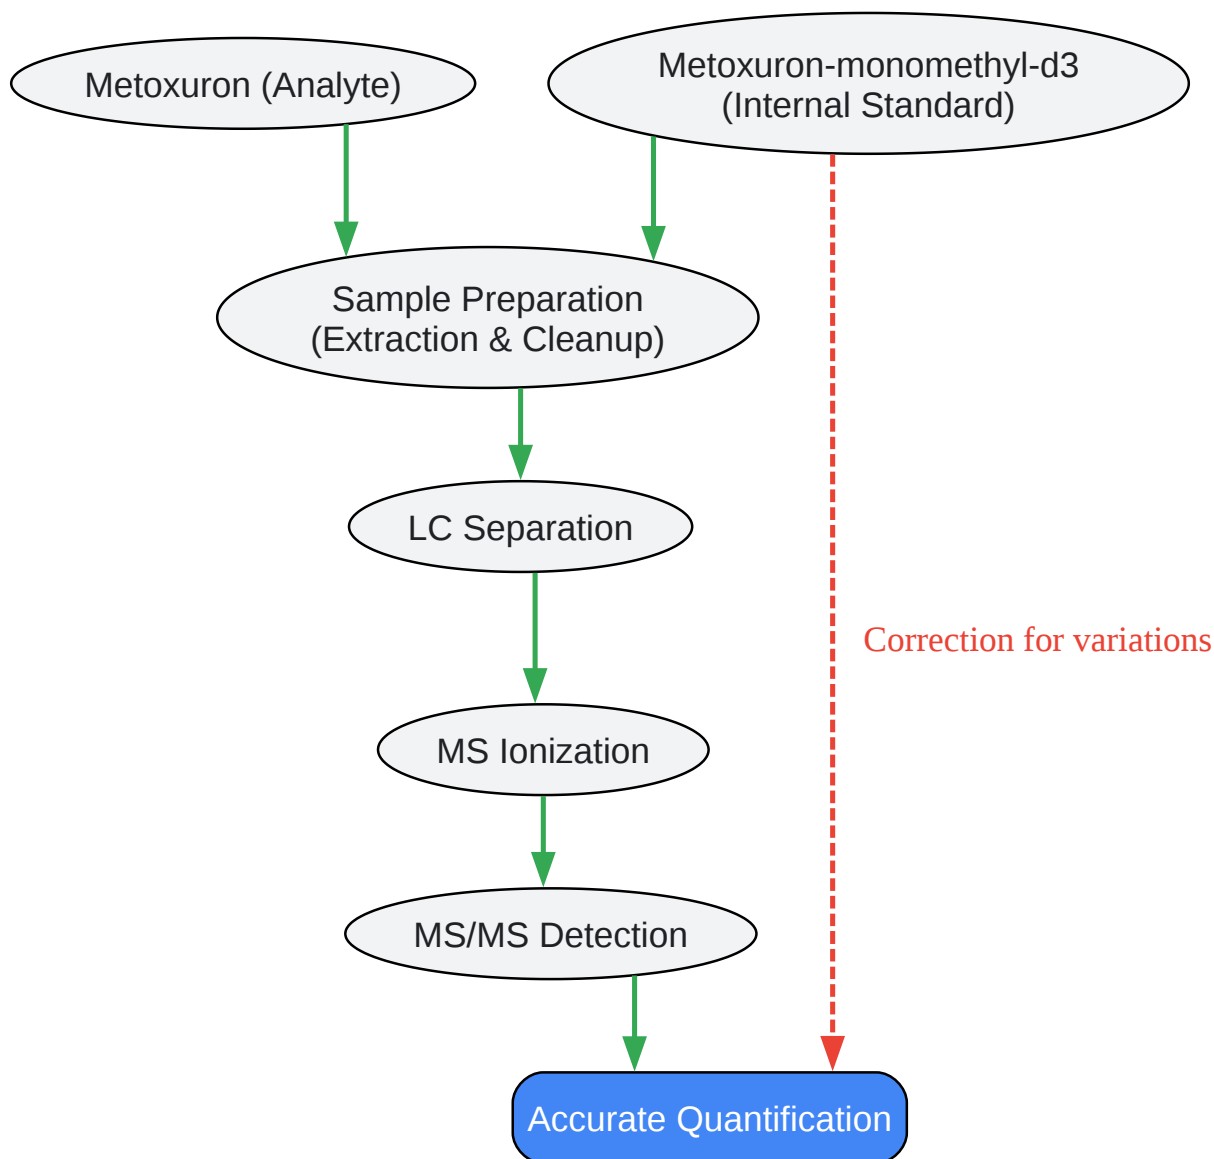 Metoxuron (Analyte)
Metoxuron-monomethyl-d3
(Internal Standard)
Sample Preparation
(Extraction & Cleanup)
LC Separation
Correction for variations
MS Ionization
MS/MS Detection
Accurate Quantification